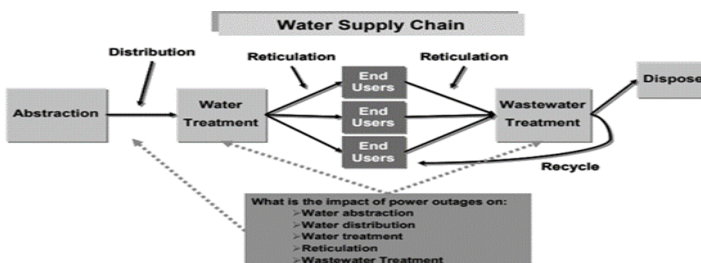 Water Supply Chain
Distribution
Reticulation
Reticulation
Abstraction
Water
Treatment
End
Users
End
Users
End
Users
Wastewater
Treatment
Dispose
Recycle
What is the impact of power outages on:
➢Water abstraction
➢Water distribution
➢Water treatment
➢Reticulation
➢Wastewater Treatment